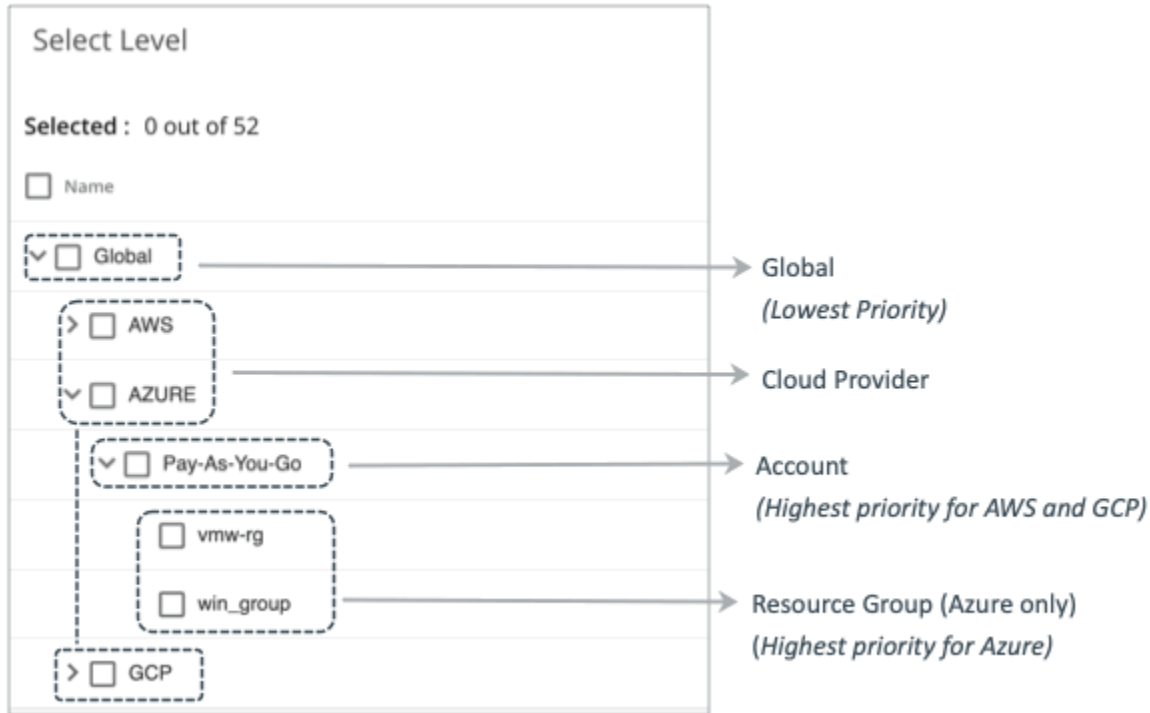 Select Level
Selected : 0 out of 52
Name
Global
Global
(Lowest Priority)
AWS
AZURE
Cloud Provider
Pay-As-You-Go
Account
(Highest priority for AWS and GCP)
vmw-rg
win_group
Resource Group (Azure only)
(Highest priority for Azure)
GCP